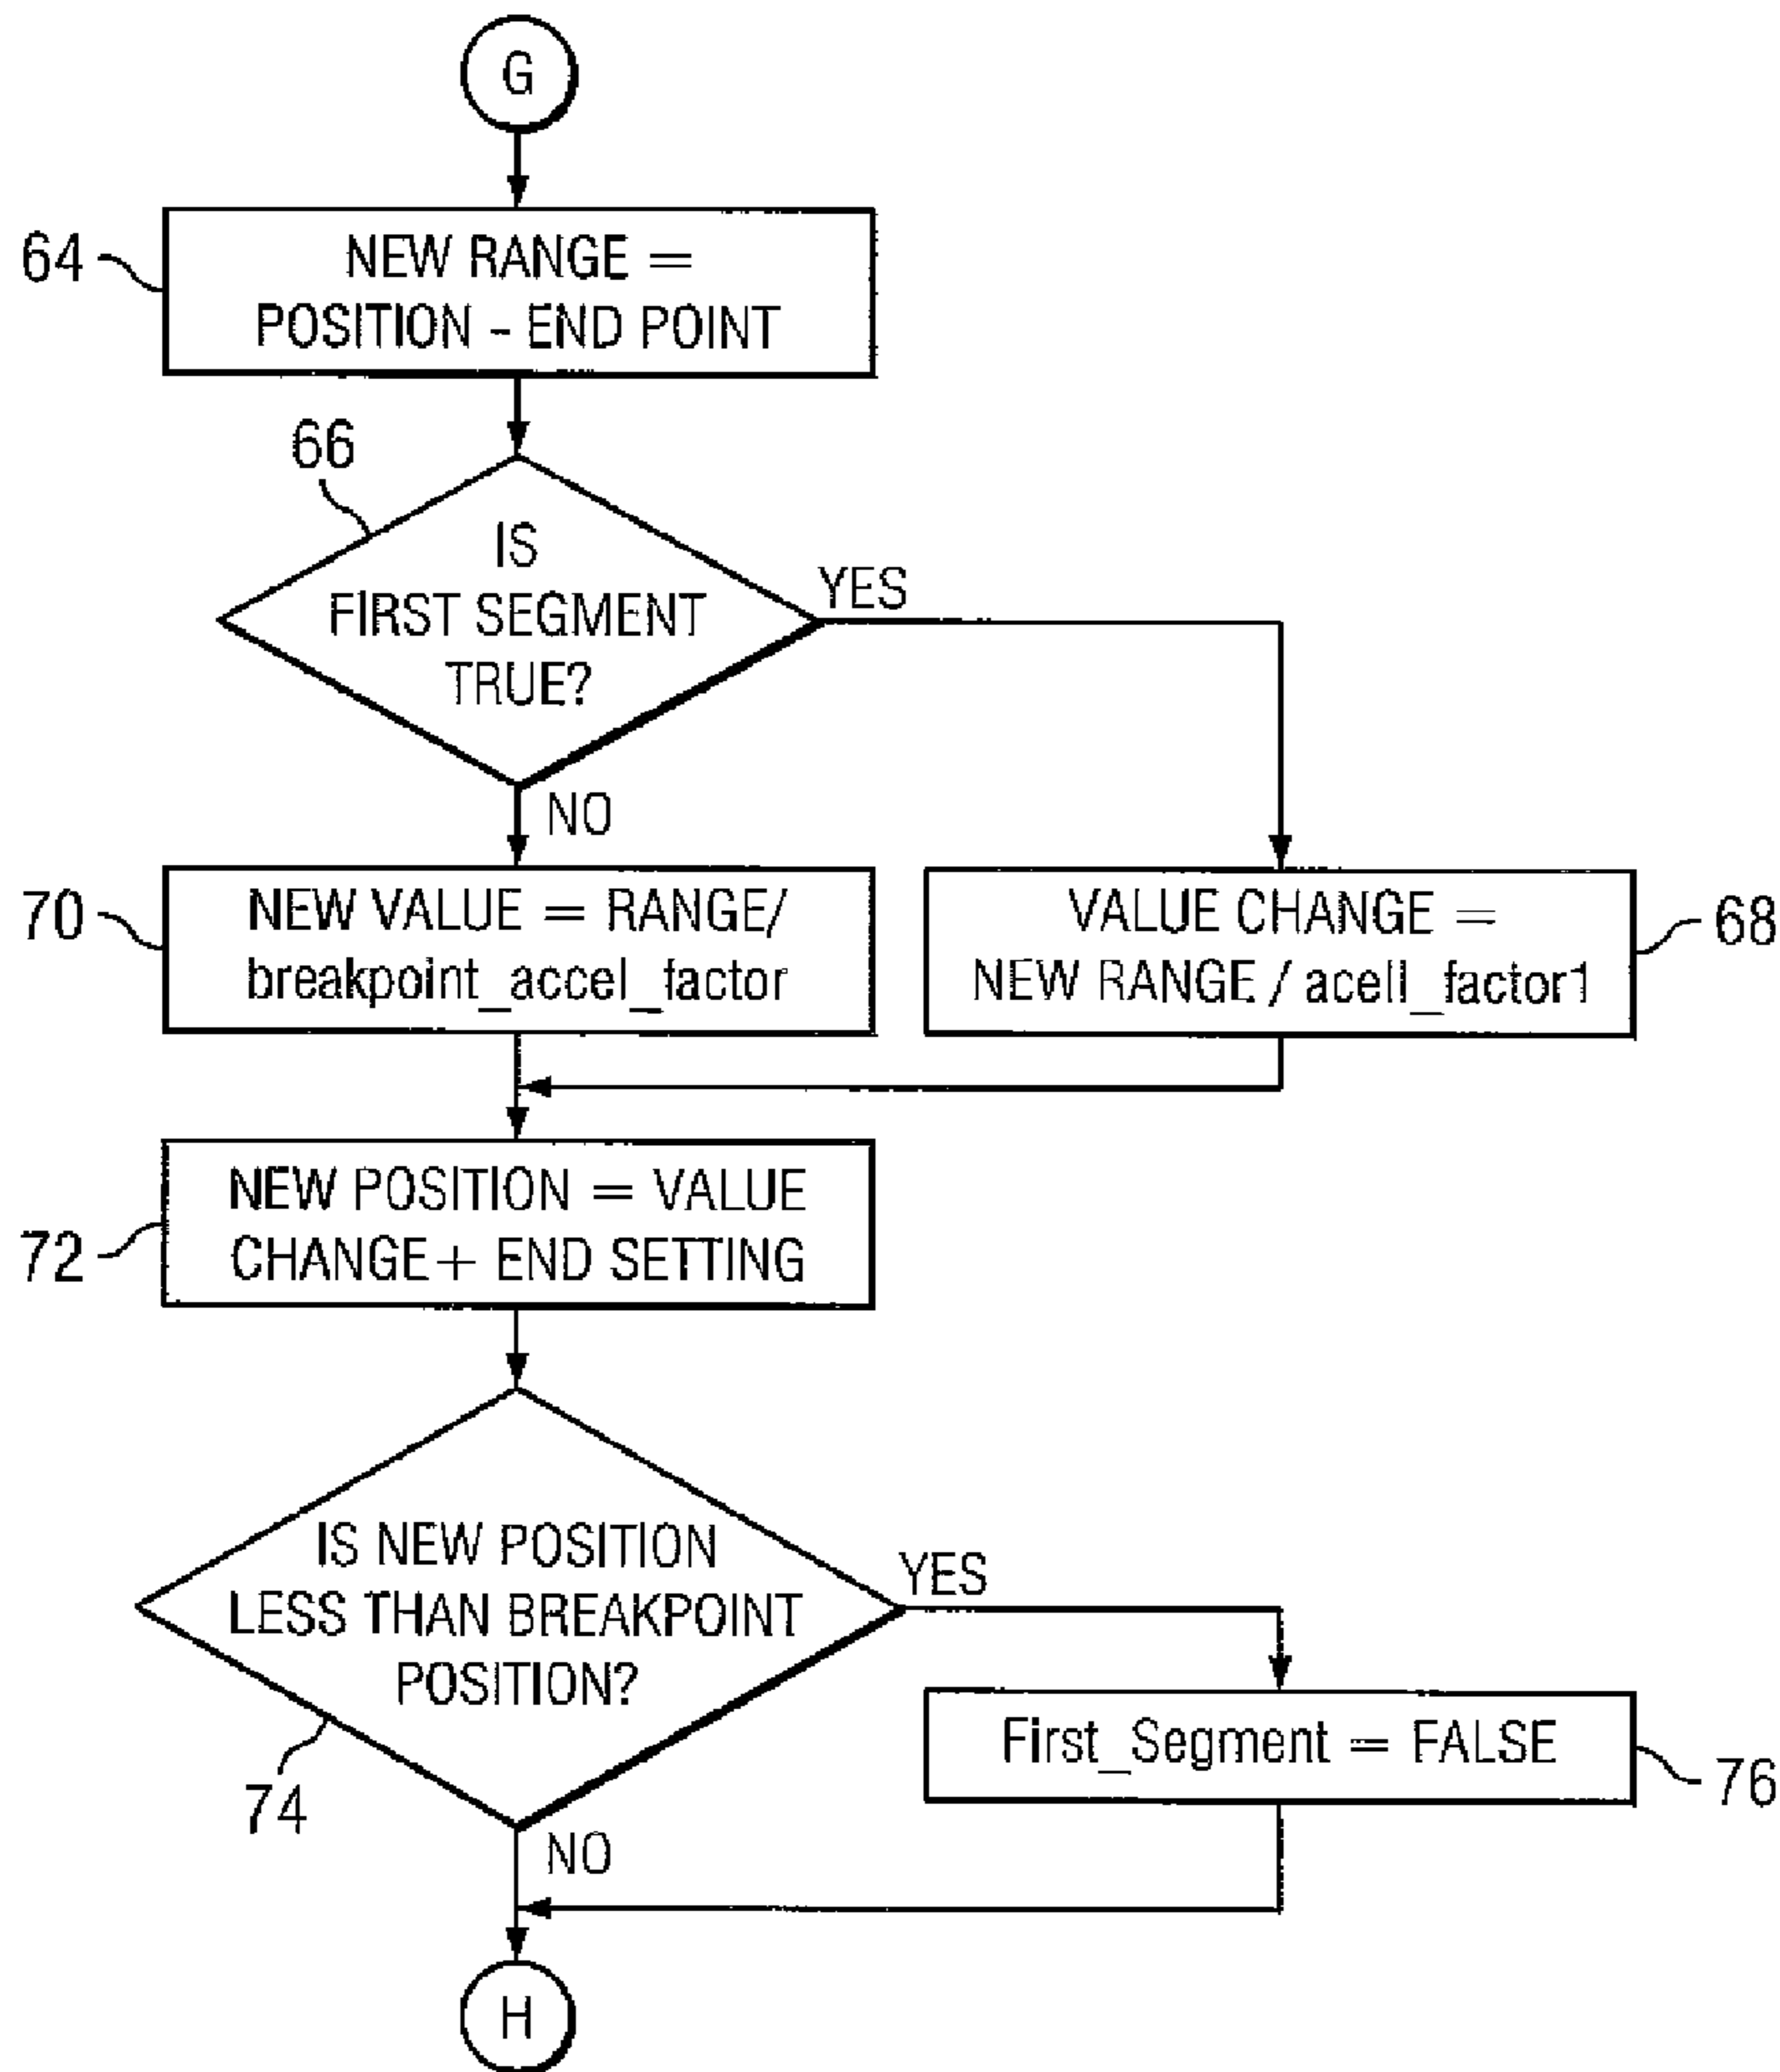 G
64
NEW RANGE =
POSITION - END POINT
66
IS
FIRST SEGMENT
TRUE?
YES
NO
70
NEW VALUE = RANGE/
breakpoint_accel_factor
VALUE CHANGE =
NEW RANGE / acell_factor1
68
72
NEW POSITION = VALUE
CHANGE + END SETTING
IS NEW POSITION
LESS THAN BREAKPOINT
POSITION?
YES
74
NO
First_Segment = FALSE
76
H